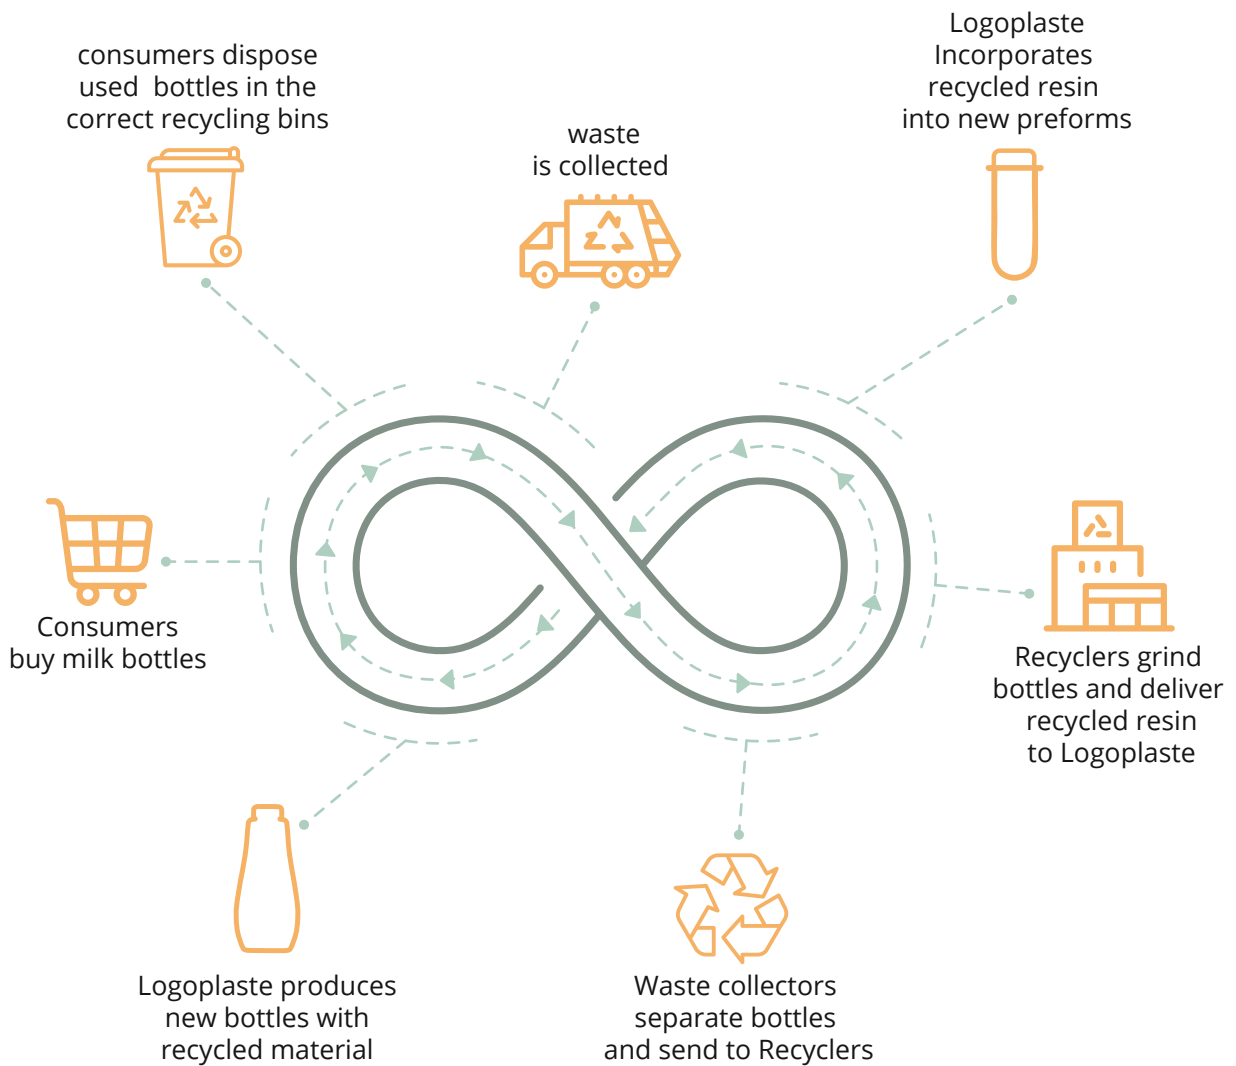 consumers dispose
used  bottles in the
correct recycling bins
waste
is collected
Logoplaste
Incorporates
recycled resin
into new preforms
Consumers
buy milk bottles
Recyclers grind
bottles and deliver
recycled resin
to Logoplaste
Logoplaste produces
new bottles with
recycled material
Waste collectors
separate bottles
and send to Recyclers